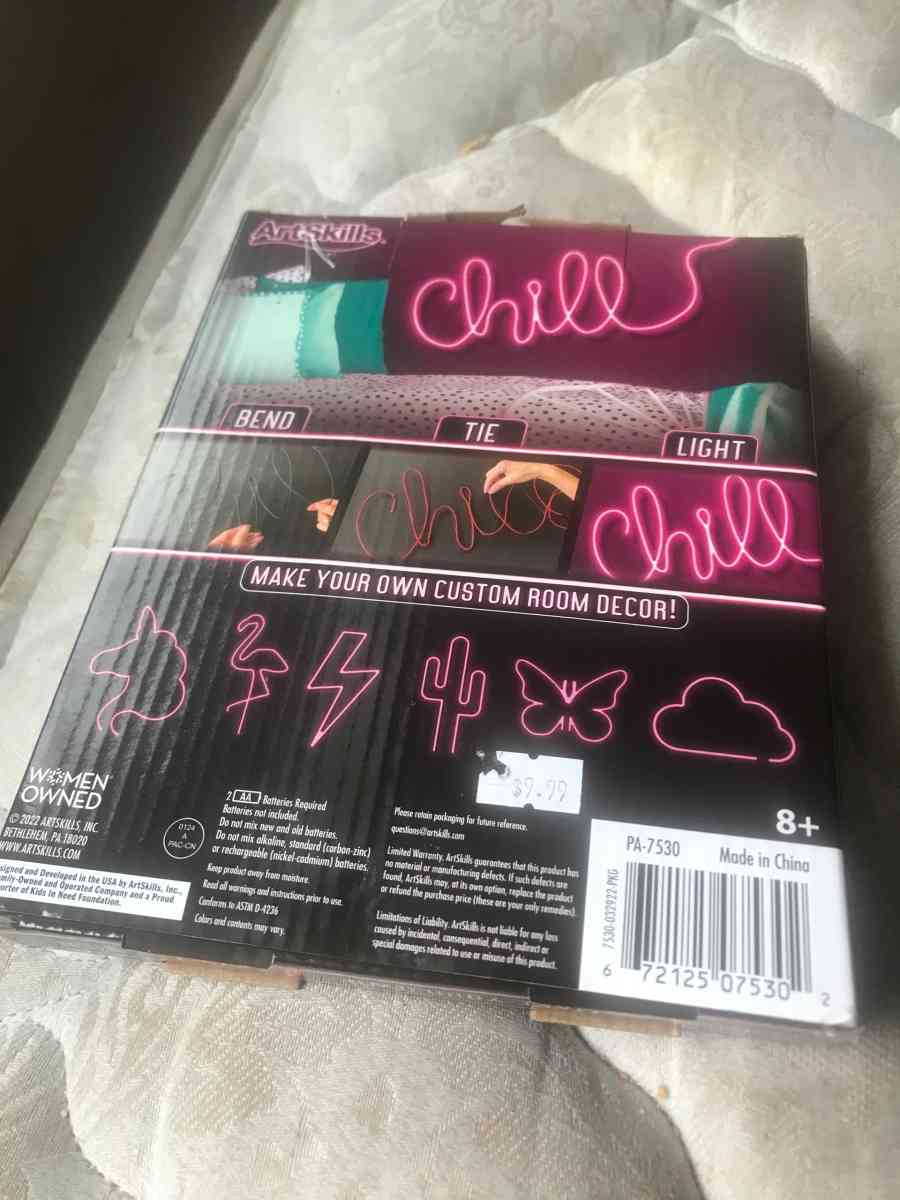 ArtSkills
chill
BEND
TIE
LIGHT
chill
chill
MAKE YOUR OWN CUSTOM ROOM DECOR!
$9.99
WOMEN
OWNED
© 2022 ARTSKILLS, INC.
BETHLEHEM, PA 18020
WWW.ARTSKILLS.COM
signed and Developed in the USA by ArtSkills, Inc.,
mily-Owned and Operated Company and a Proud
orter of Kids In Need Foundation.
0124
A
PAC-CN
2 AA Batteries Required
Batteries not included.
Do not mix new and old batteries.
Do not mix alkaline, standard (carbon-zinc)
or rechargeable (nickel-cadmium) batteries.
Keep product away from moisture.
Read all warnings and instructions prior to use.
Conforms to ASTM D-4236
Colors and contents may vary.
Please retain packaging for future reference.
questions@artskills.com
Limited Warranty. ArtSkills guarantees that this product has
no material or manufacturing defects. If such defects are
found, ArtSkills may, at its own option, replace the product
or refund the purchase price (these are your only remedies).
Limitations of Liability. ArtSkills is not liable for any loss
caused by incidental, consequential, direct, indirect or
special damages related to use or misuse of this product.
8+
PA-7530 Made in China
7530-032922.PKG
6 72125 07530 2